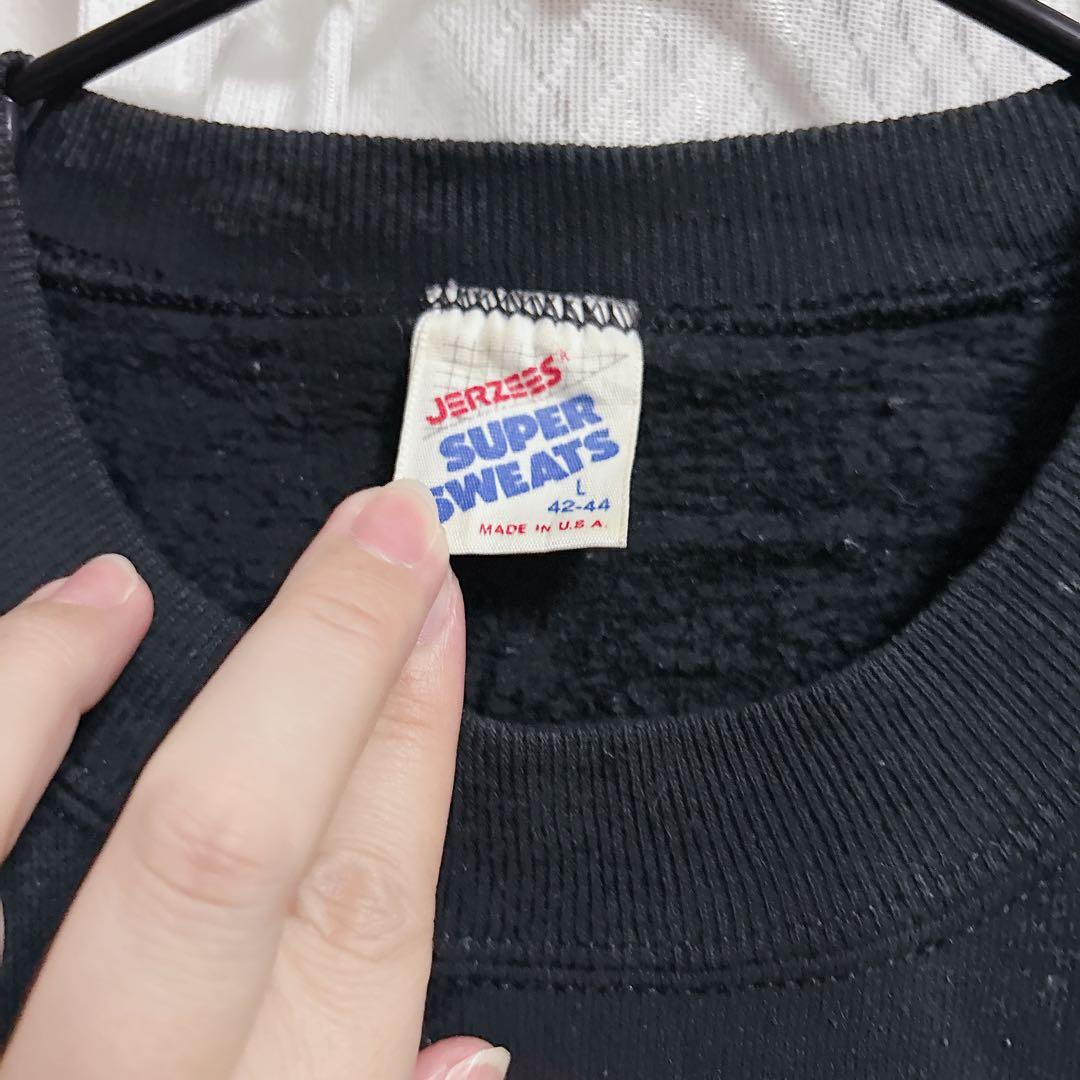 JERZEES®
SUPER
SWEATS
L
42-44
MADE IN U.S.A.